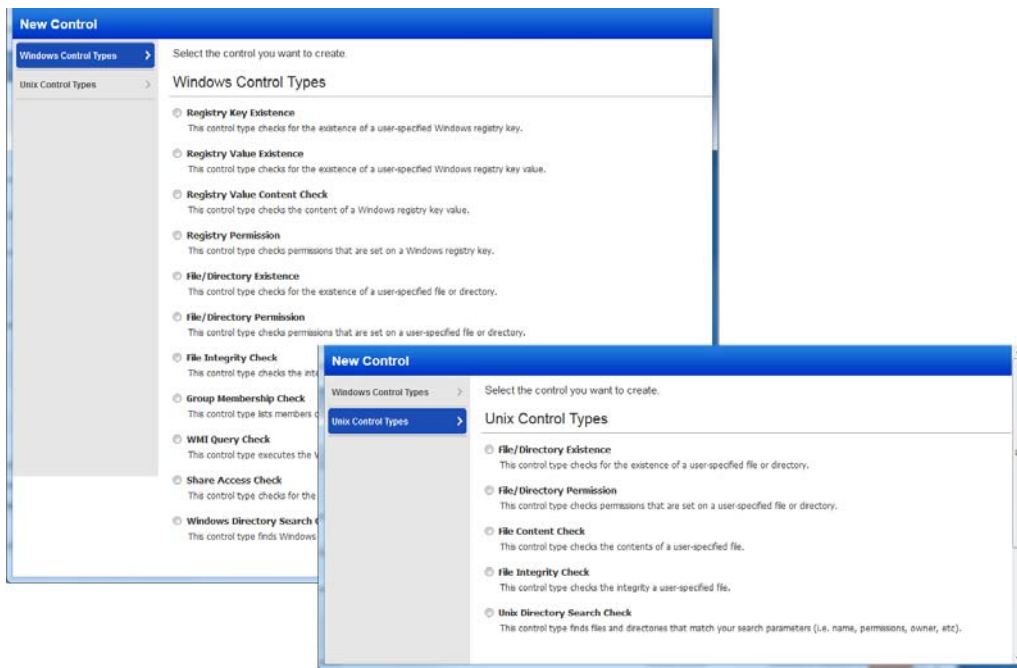 New Control
Windows Control Types
Unix Control Types
Select the control you want to create.
Windows Control Types
Registry Key Existence
This control type checks for the existence of a user-specified Windows registry key.
Registry Value Existence
This control type checks for the existence of a user-specified Windows registry key value.
Registry Value Content Check
This control type checks the content of a Windows registry key value.
Registry Permission
This control type checks permissions that are set on a Windows registry key.
File/Directory Existence
This control type checks for the existence of a user-specified file or directory.
File/Directory Permission
This control type checks permissions that are set on a user-specified file or directory.
File Integrity Check
This control type checks the
Group Membership Check
This control type lists members
WMI Query Check
This control type executes the
Share Access Check
This control type checks for the
Windows Directory Search
This control type finds Windows
New Control
Windows Control Types
Unix Control Types
Select the control you want to create.
Unix Control Types
File/Directory Existence
This control type checks for the existence of a user-specified file or directory.
File/Directory Permission
This control type checks permissions that are set on a user-specified file or directory.
File Content Check
This control type checks the contents of a user-specified file.
File Integrity Check
This control type checks the integrity a user-specified file.
Unix Directory Search Check
This control type finds files and directories that match your search parameters (i.e. name, permissions, owner, etc).